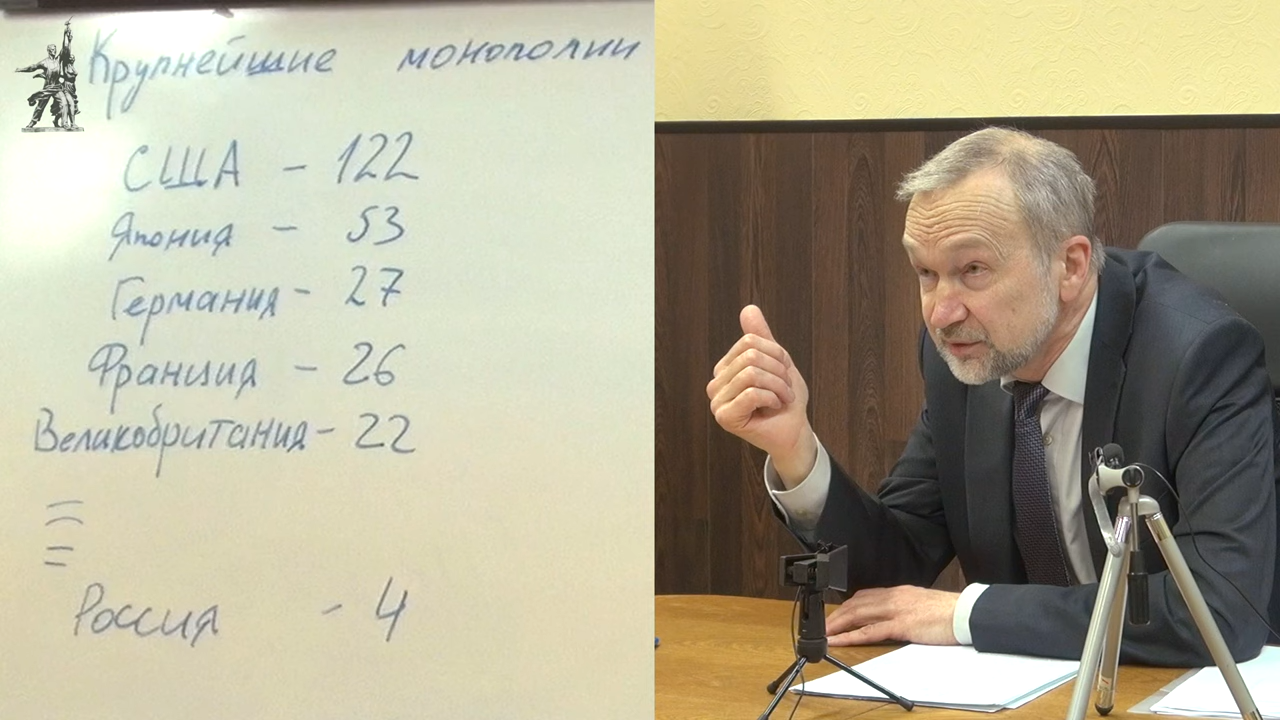 Крупнейшие монополии
США - 122
Япония - 53
Германия - 27
Франция - 26
Великобритания - 22
Россия - 4